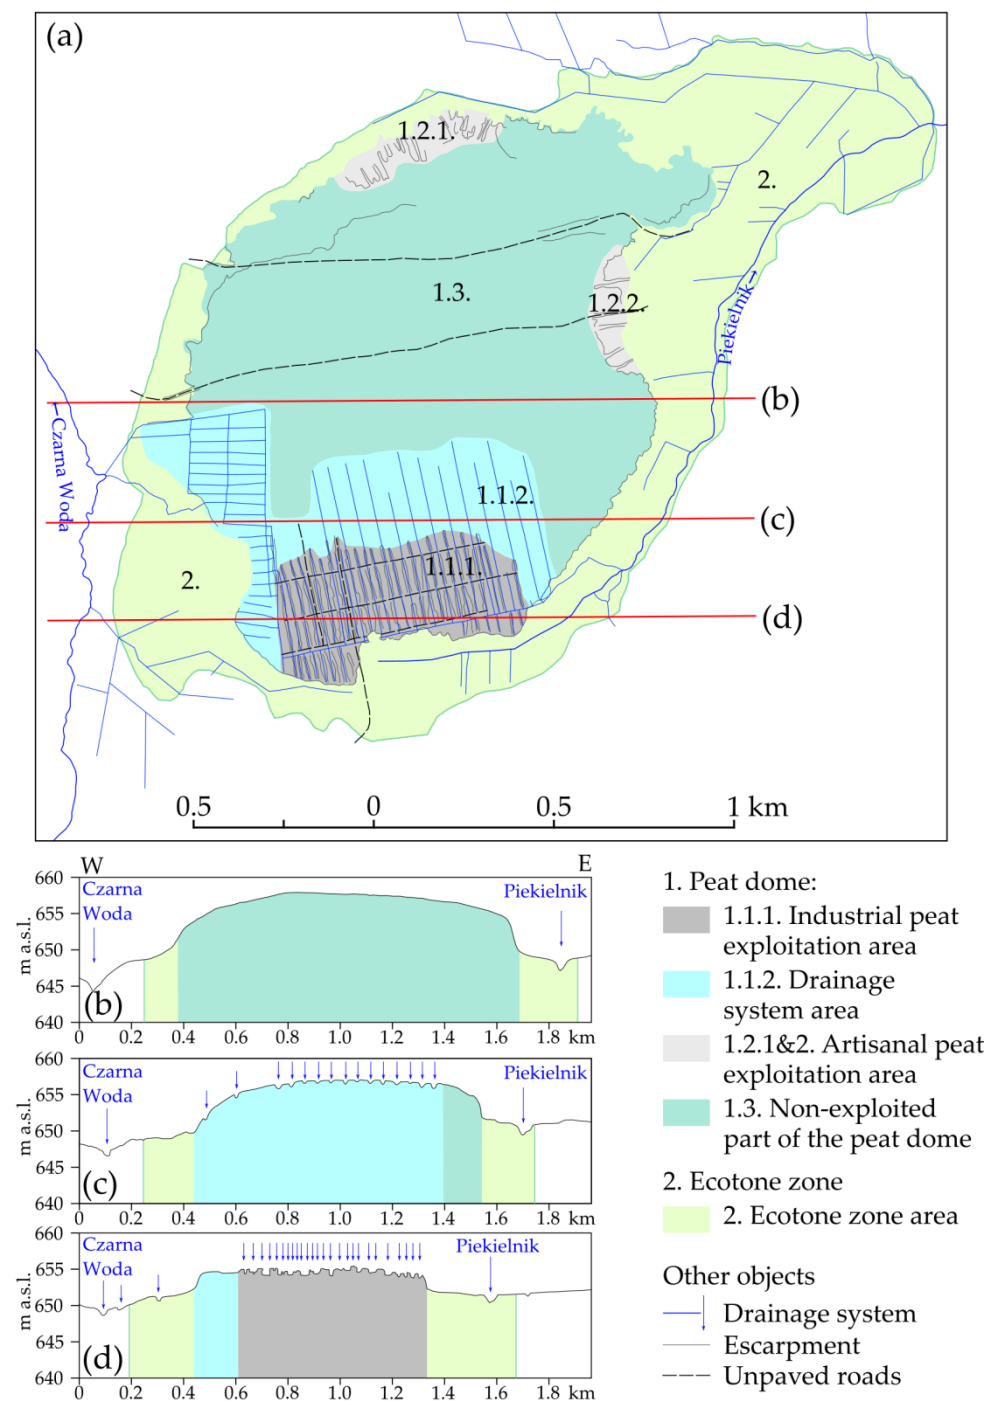 (a)
1.2.1.
2.
1.3.
1.2.2.
Piekielnik→
(b)
←Czarna Woda
1.1.2.
(c)
1.1.1.
2.
(d)
0.5 0 0.5 1 km
W E
660
655
650
645
640
m a.s.l.
Czarna
Woda
Piekielnik
(b)
0 0.2 0.4 0.6 0.8 1.0 1.2 1.4 1.6 1.8 km
660
655
650
645
640
m a.s.l.
Czarna
Woda
Piekielnik
(c)
0 0.2 0.4 0.6 0.8 1.0 1.2 1.4 1.6 1.8 km
660
655
650
645
640
m a.s.l.
Czarna
Woda
Piekielnik
(d)
0 0.2 0.4 0.6 0.8 1.0 1.2 1.4 1.6 1.8 km
1. Peat dome:
1.1.1. Industrial peat
exploitation area
1.1.2. Drainage
system area
1.2.1&2. Artisanal peat
exploitation area
1.3. Non-exploited
part of the peat dome
2. Ecotone zone
2. Ecotone zone area
Other objects
Drainage system
Escarpment
Unpaved roads